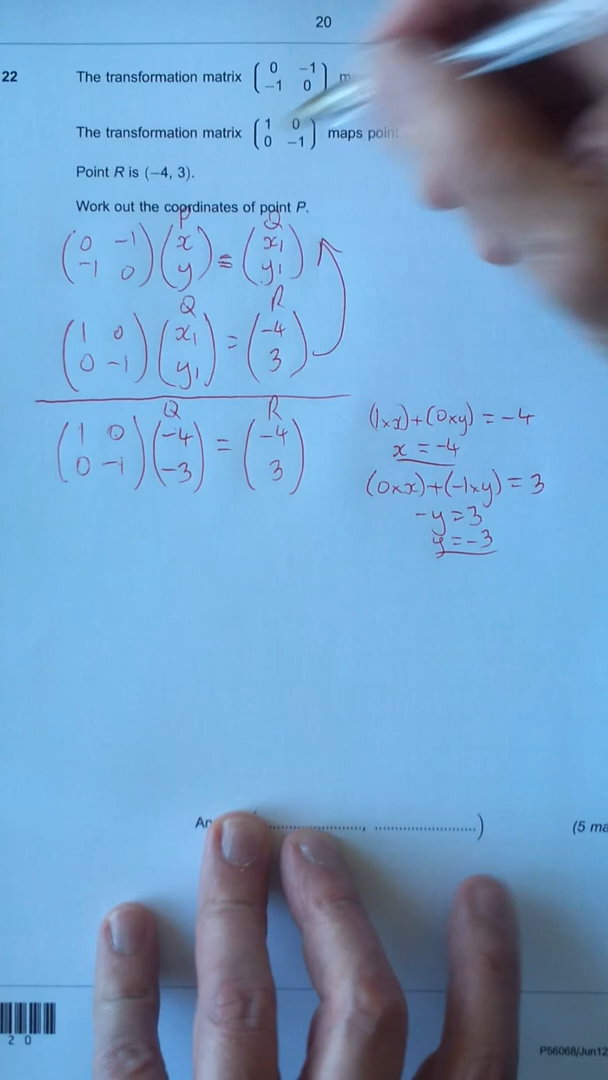 20
22 The transformation matrix ( 0 −1
−1 0 )
The transformation matrix ( 1 0
0 −1 ) maps
Point R is (−4, 3).
Work out the coordinates of point P.
P Q
( 0 −1
−1 0 ) ( x
y ) = ( x₁
y₁ )
Q R
( 1 0
0 −1 ) ( x₁
y₁ ) = ( −4
3 )
Q R
( 1 0
0 −1 ) ( −4
−3 ) = ( −4
3 )
(1×x)+(0×y) = −4
x = −4
(0×x)+(−1×y) = 3
−y = 3
y = −3
( ........................, ........................ ) (5
2 0
P56068/Jun12